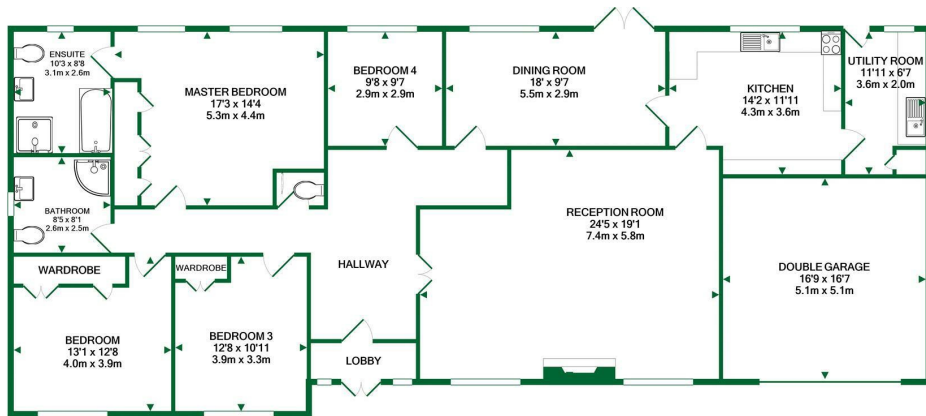 ENSUITE
10'3 x 8'8
3.1m x 2.6m
MASTER BEDROOM
17'3 x 14'4
5.3m x 4.4m
BEDROOM 4
9'8 x 9'7
2.9m x 2.9m
DINING ROOM
18' x 9'7
5.5m x 2.9m
KITCHEN
14'2 x 11'11
4.3m x 3.6m
UTILITY ROOM
11'11 x 6'7
3.6m x 2.0m
BATHROOM
8'5 x 8'1
2.6m x 2.5m
RECEPTION ROOM
24'5 x 19'1
7.4m x 5.8m
HALLWAY
DOUBLE GARAGE
16'9 x 16'7
5.1m x 5.1m
WARDROBE
WARDROBE
BEDROOM
13'1 x 12'8
4.0m x 3.9m
BEDROOM 3
12'8 x 10'11
3.9m x 3.3m
LOBBY